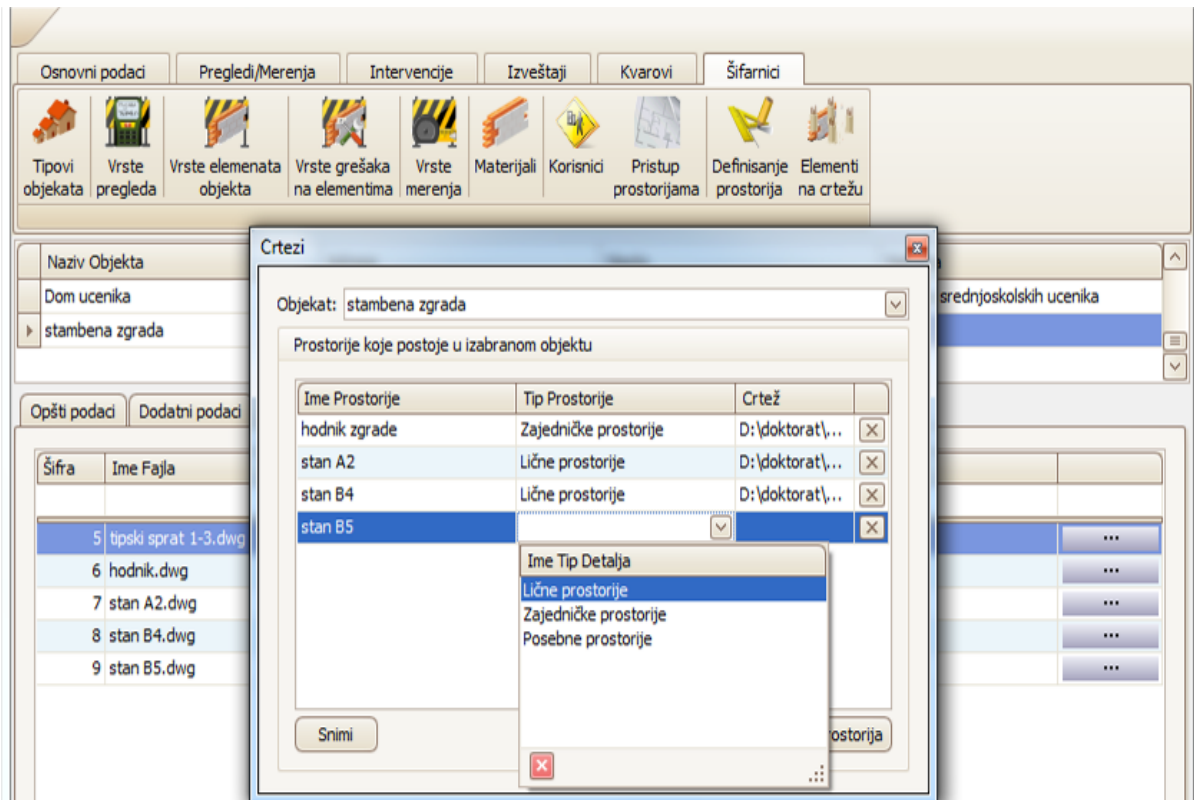 Osnovni podaci Pregledi/Merenja Intervencije Izveštaji Kvarovi Šifarnici
Tipovi objekata
Vrste pregleda
Vrste elemenata objekta
Vrste grešaka na elementima
Vrste merenja
Materijali
Korisnici
Pristup prostorijama
Definisanje prostorija
Elementi na crtežu
Naziv Objekta
Dom ucenika srednjoskolskih ucenika
stambena zgrada
Opšti podaci Dodatni podaci
Šifra Ime Fajla
5 tipski sprat 1-3.dwg ...
6 hodnik.dwg ...
7 stan A2.dwg ...
8 stan B4.dwg ...
9 stan B5.dwg ...
Crtezi
Objekat: stambena zgrada
Prostorije koje postoje u izabranom objektu
Ime Prostorije Tip Prostorije Crtež
hodnik zgrade Zajedničke prostorije D:\doktorat\...
stan A2 Lične prostorije D:\doktorat\...
stan B4 Lične prostorije D:\doktorat\...
stan B5
Ime Tip Detalja
Lične prostorije
Zajedničke prostorije
Posebne prostorije
Snimi ostorija